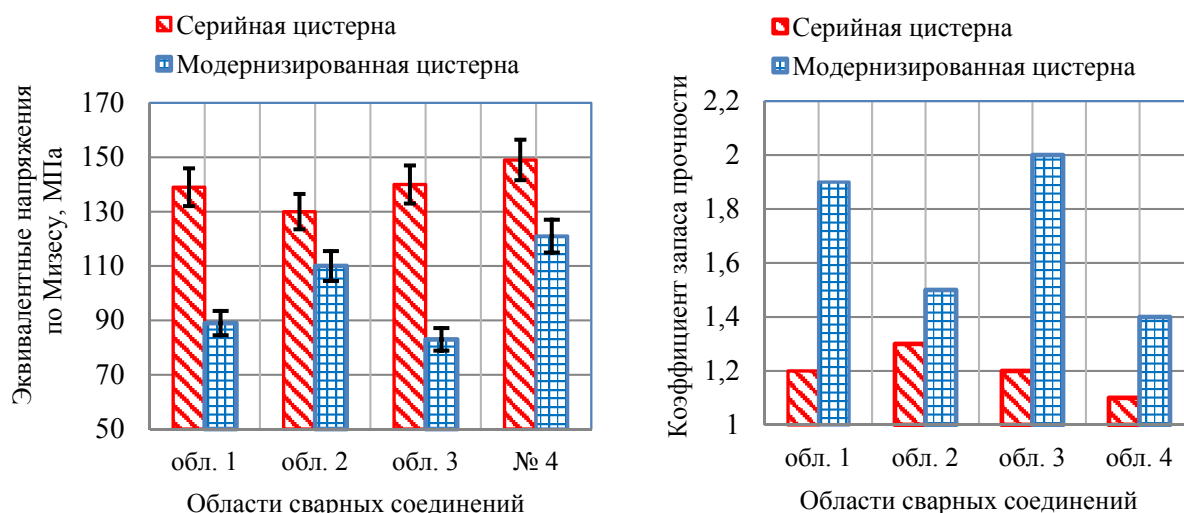 Серийная цистерна
Модернизированная цистерна
Эквивалентные напряжения
по Мизесу, МПа
170
150
130
110
90
70
50
обл. 1
обл. 2
обл. 3
№ 4
Области сварных соединений
Серийная цистерна
Модернизированная цистерна
Коэффициент запаса прочности
2,2
2
1,8
1,6
1,4
1,2
1
обл. 1
обл. 2
обл. 3
обл. 4
Области сварных соединений